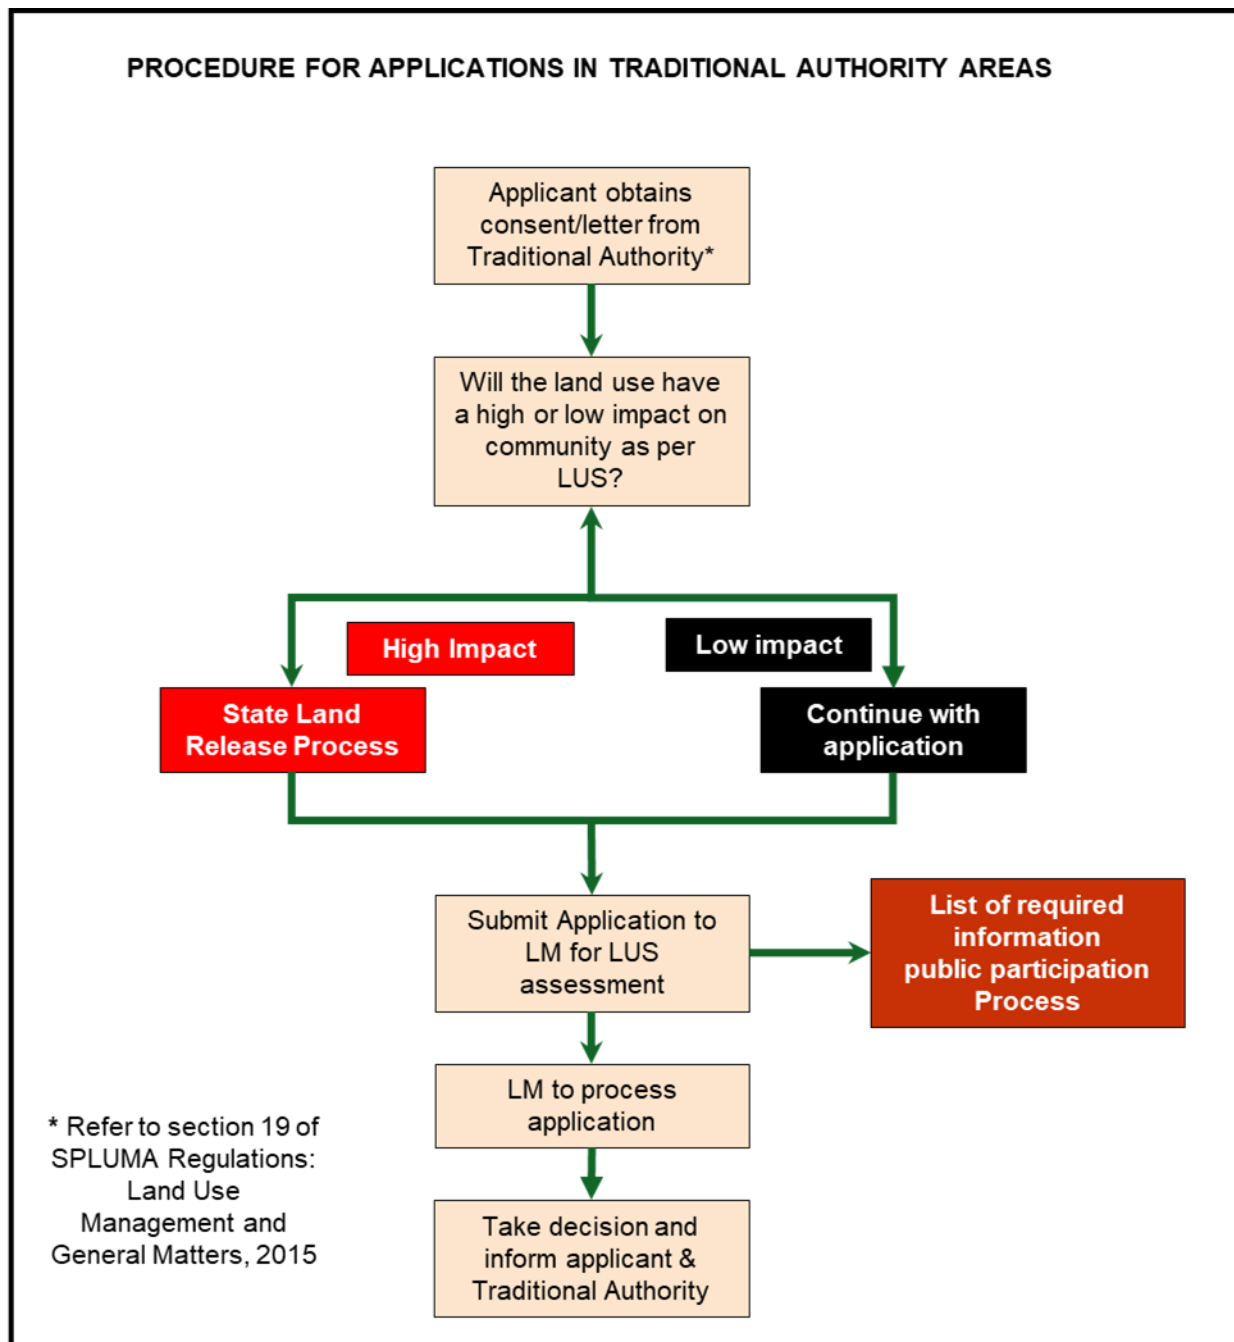 PROCEDURE FOR APPLICATIONS IN TRADITIONAL AUTHORITY AREAS
Applicant obtains
consent/letter from
Traditional Authority*
Will the land use have
a high or low impact on
community as per
LUS?
High Impact
Low impact
State Land
Release Process
Continue with
application
Submit Application to
LM for LUS
assessment
List of required
information
public participation
Process
LM to process
application
Take decision and
inform applicant &
Traditional Authority
* Refer to section 19 of
SPLUMA Regulations:
Land Use
Management and
General Matters, 2015